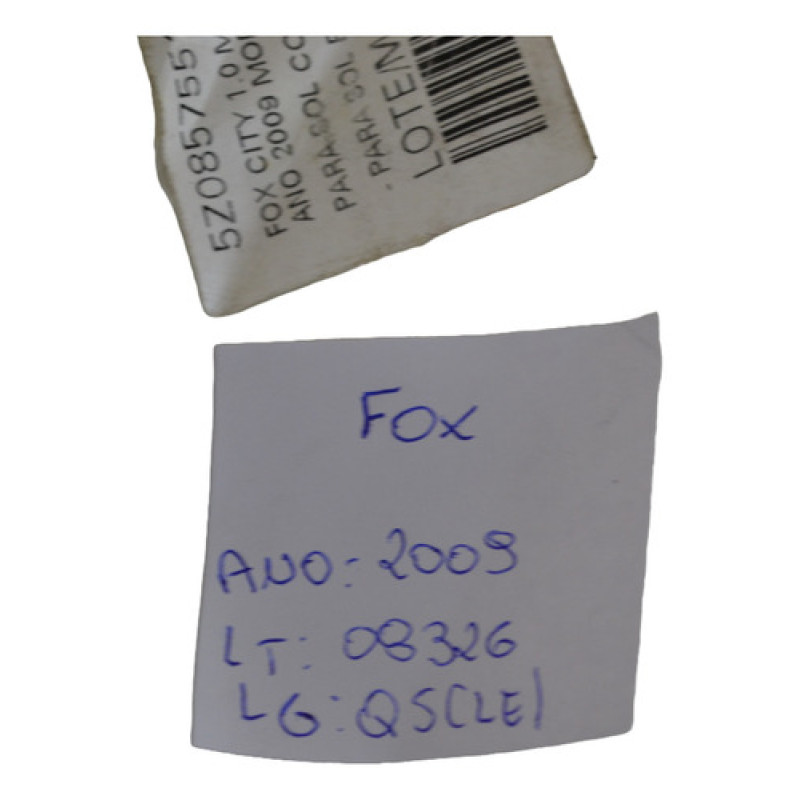 5Z0857551
FOX CITY 1.0 M
ANO 2009 MO
PARA SOL CO
- PARA SOL
LOTE/M
FOX
ANO: 2009
LT: 08326
LG: QS(LE)